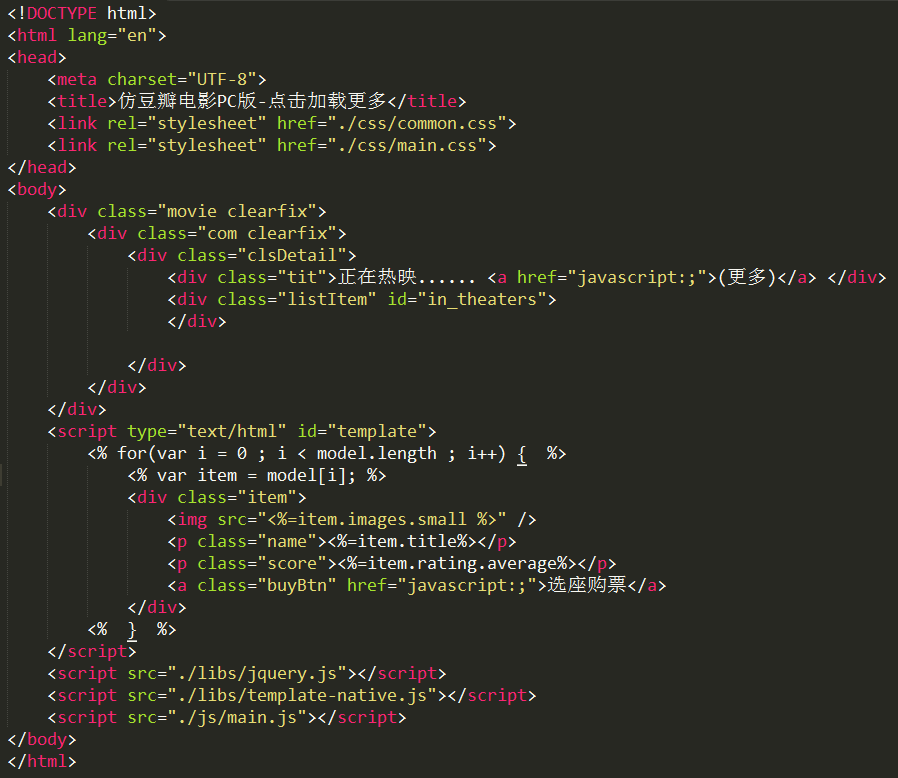 <!DOCTYPE html>
<html lang="en">
<head>
    <meta charset="UTF-8">
    <title>仿豆瓣电影PC版-点击加载更多</title>
    <link rel="stylesheet" href="./css/common.css">
    <link rel="stylesheet" href="./css/main.css">
</head>
<body>
    <div class="movie clearfix">
        <div class="com clearfix">
            <div class="clsDetail">
                <div class="tit">正在热映...... <a href="javascript:;">(更多)</a> </div>
                <div class="listItem" id="in_theaters">
                </div>

            </div>
        </div>
    </div>
    <script type="text/html" id="template">
        <% for(var i = 0 ; i < model.length ; i++) {  %>
            <% var item = model[i]; %>
            <div class="item">
                <img src="<%=item.images.small %>" />
                <p class="name"><%=item.title%></p>
                <p class="score"><%=item.rating.average%></p>
                <a class="buyBtn" href="javascript:;">选座购票</a>
            </div>
        <%  }  %>
    </script>
    <script src="./libs/jquery.js"></script>
    <script src="./libs/template-native.js"></script>
    <script src="./js/main.js"></script>
</body>
</html>